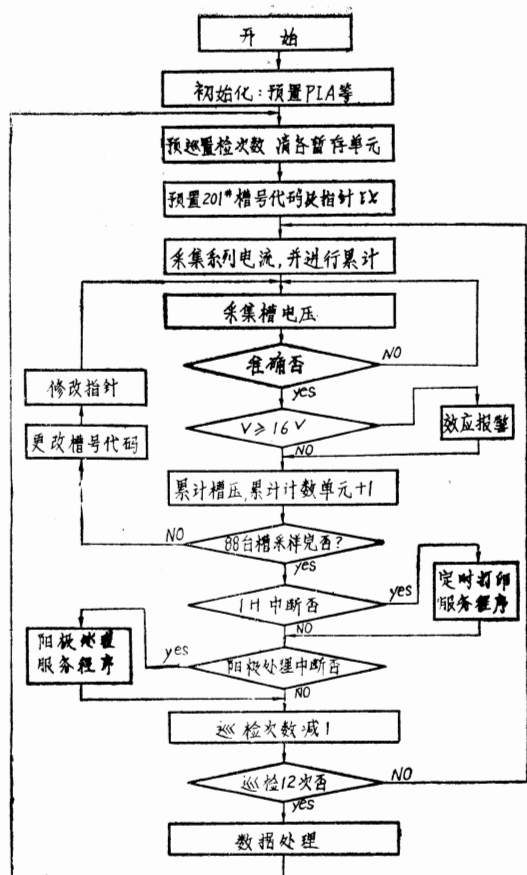 开始
初始化:预置PIA等
预巡置检次数 清各暂存单元
预置201#槽号代码及指针IX
采集系列电流,并进行累计
采集槽电压
准确否
NO
yes
修改指针
V≥16V
效应报警
NO
更改槽号代码
累计槽压,累计计数单元+1
NO
88台槽采样完否?
yes
1H中断否
yes
定时打印
服务程序
NO
阳极处理
服务程序
yes
阳极处理中断否
NO
巡检次数减1
巡检12次否
NO
yes
数据处理